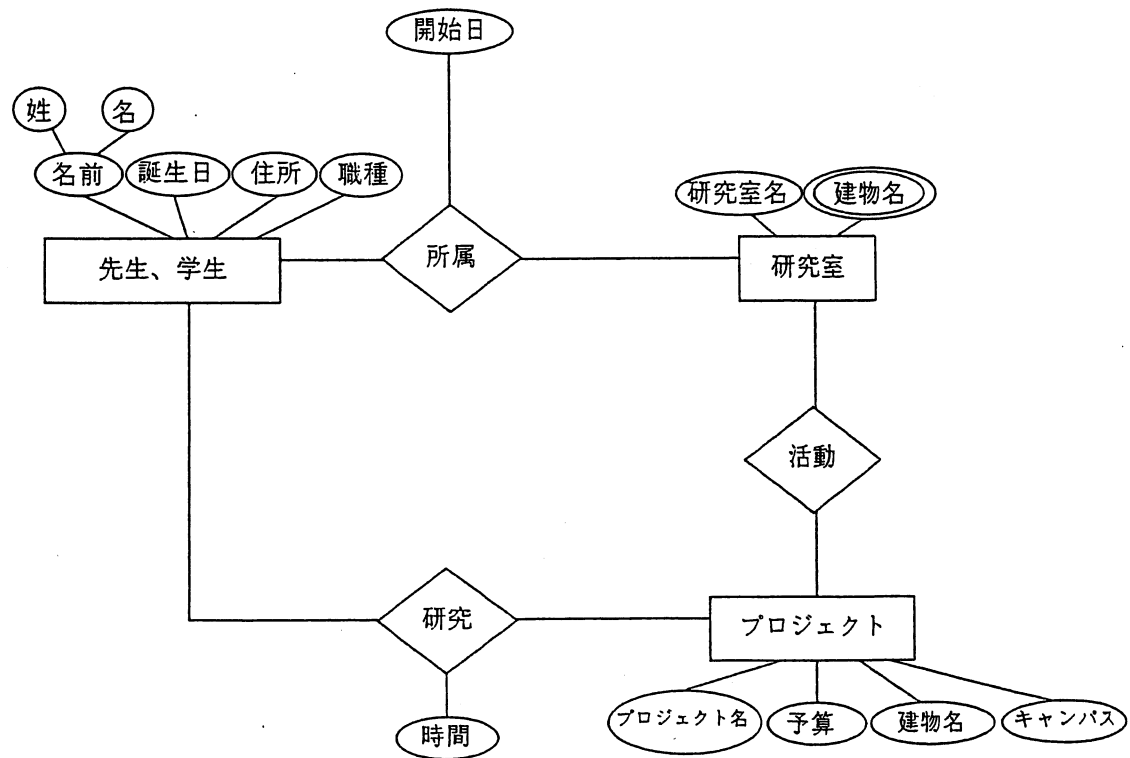 開始日
姓
名
名前
誕生日
住所
職種
研究室名
建物名
先生、学生
所属
研究室
活動
研究
プロジェクト
時間
プロジェクト名
予算
建物名
キャンパス